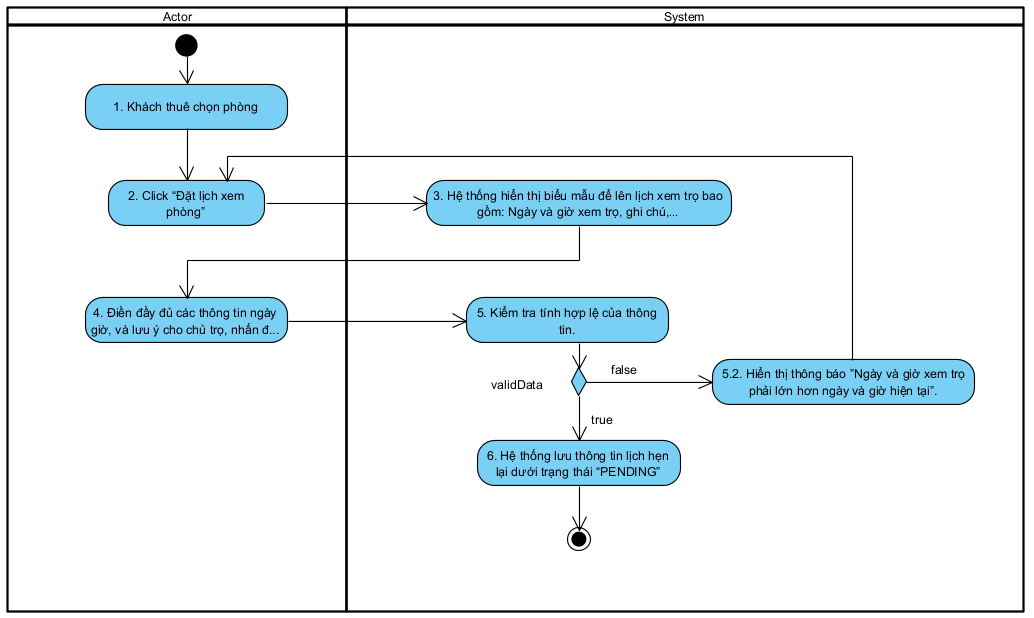 Actor
System
1. Khách thuê chọn phòng
2. Click “Đặt lịch xem
phòng”
3. Hệ thống hiển thị biểu mẫu để lên lịch xem trọ bao
gồm: Ngày và giờ xem trọ, ghi chú,...
4. Điền đầy đủ các thông tin ngày
giờ, và lưu ý cho chủ trọ, nhấn đ...
5. Kiểm tra tính hợp lệ của thông
tin.
validData
false
5.2. Hiển thị thông báo ”Ngày và giờ xem trọ
phải lớn hơn ngày và giờ hiện tại”.
true
6. Hệ thống lưu thông tin lịch hẹn
lại dưới trạng thái “PENDING”